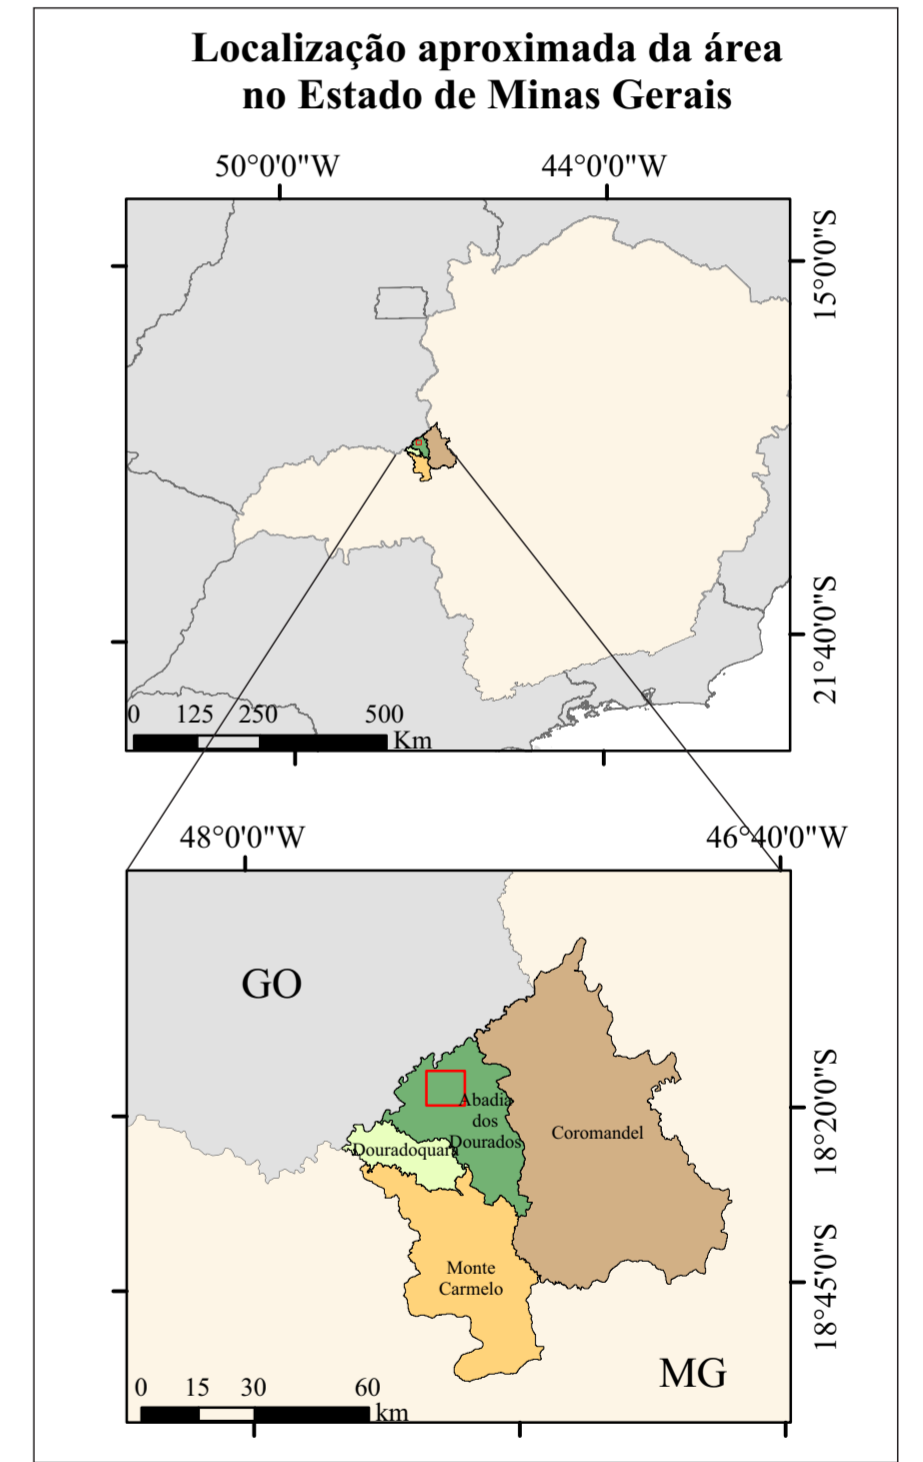 Localização aproximada da área
no Estado de Minas Gerais
50°0'0"W
44°0'0"W
15°0'0"S
21°40'0"S
0 125 250 500
Km
48°0'0"W
46°40'0"W
GO
18°20'0"S
Abadia
dos
Dourados
Coromandel
Douradoquara
18°45'0"S
Monte
Carmelo
MG
0 15 30 60
km